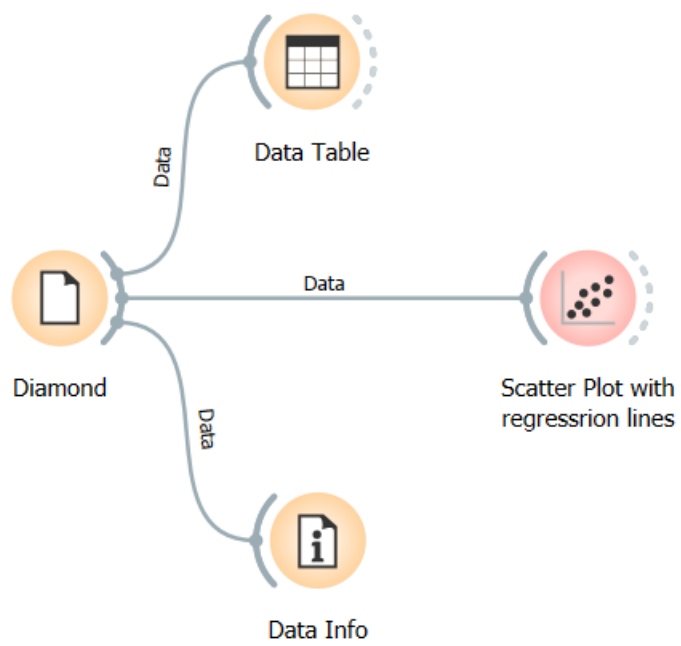 Data Table
Data
Data
Diamond
Scatter Plot with
regressrion lines
Data
Data Info